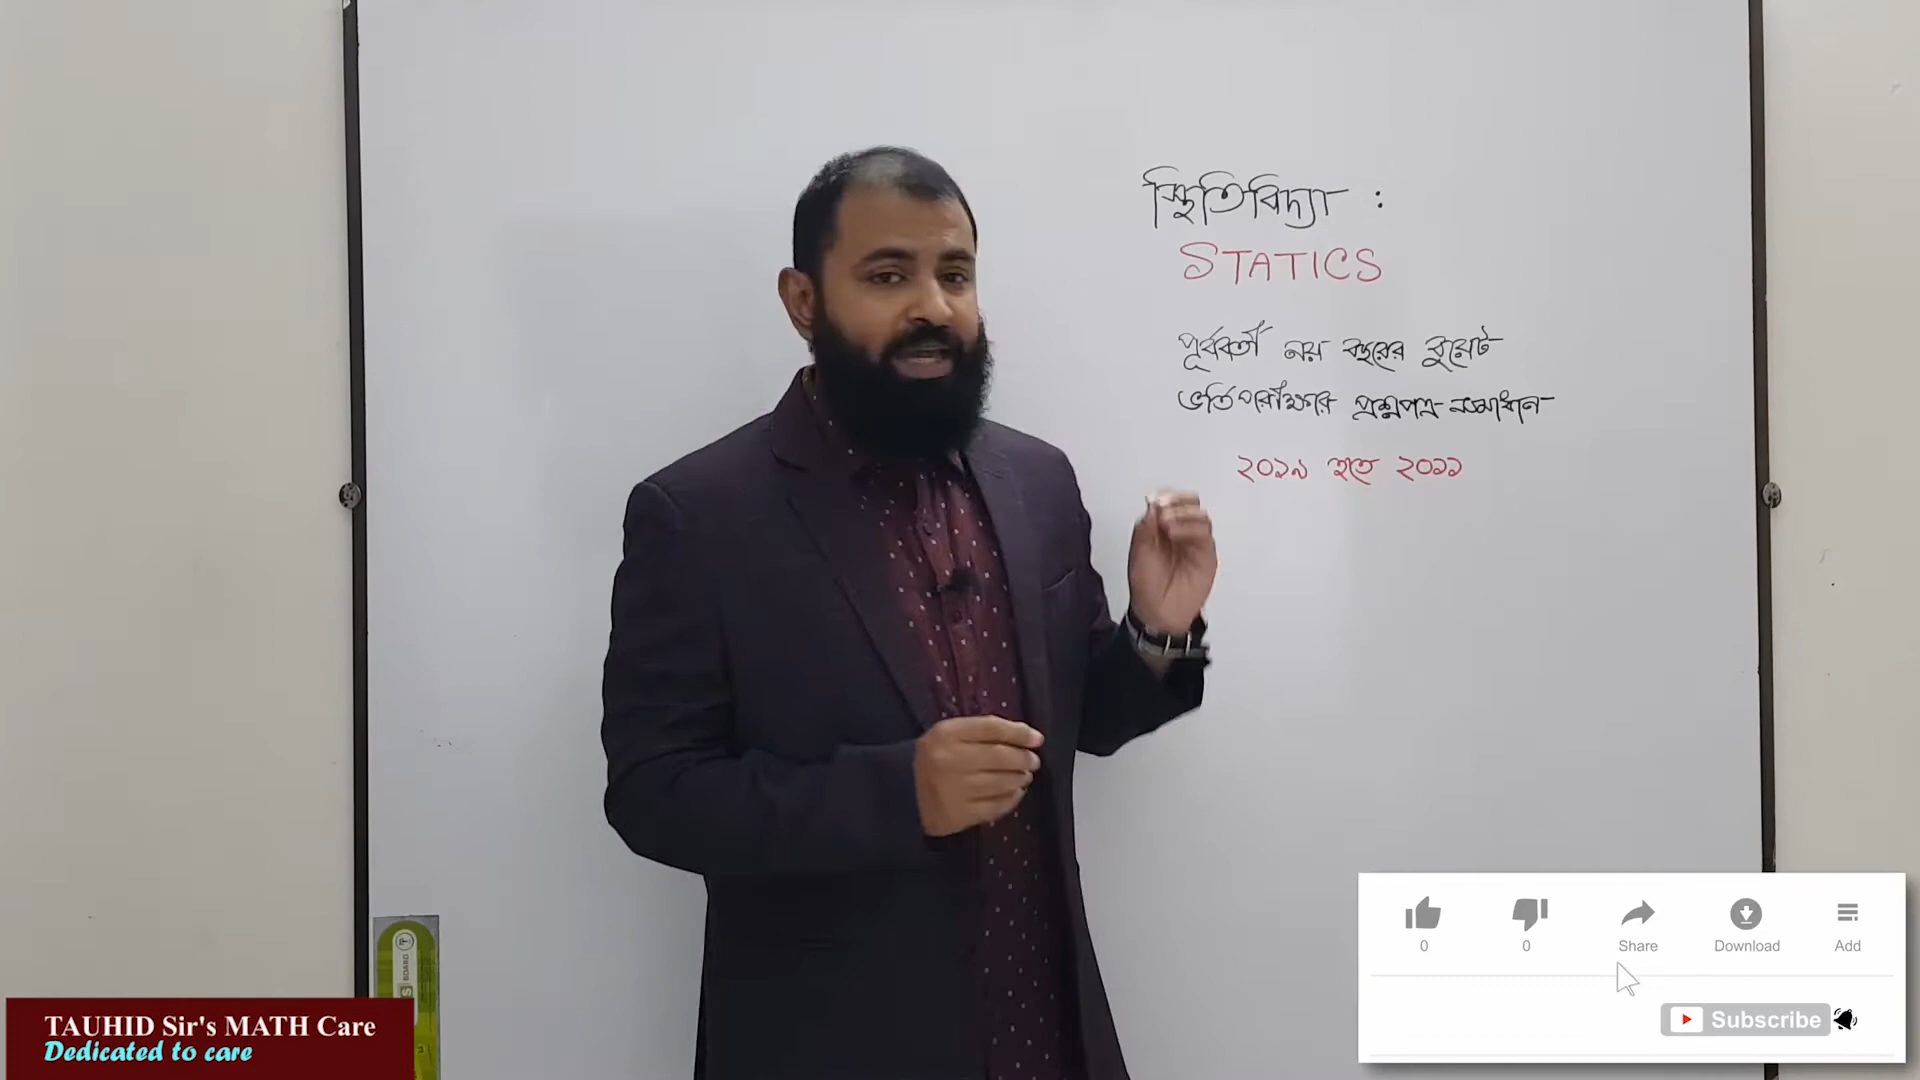 স্থিতিবিদ্যা :
STATICS
পূর্ববর্তী নয় বছরের বুয়েট
ভর্তি পরীক্ষার প্রশ্নপত্র সমাধান
২০১৯ হতে ২০১১
BOARD
TAUHID Sir's MATH Care
Dedicated to care
0 0 Share Download Add
Subscribe